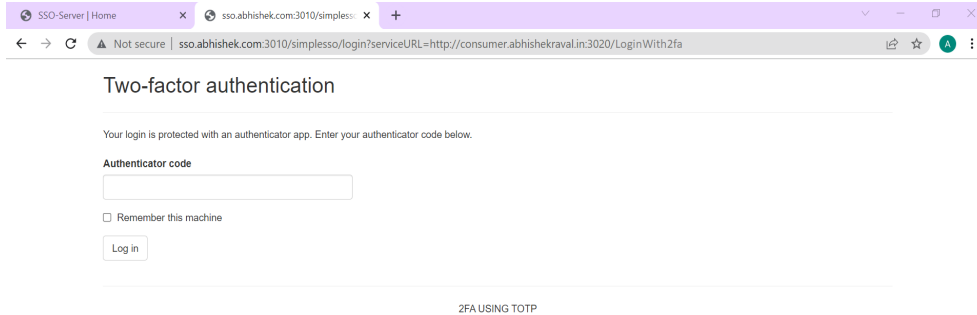 SSO-Server | Home
sso.abhishek.com:3010/simplesso
Not secure | sso.abhishek.com:3010/simplesso/login?serviceURL=http://consumer.abhishekraval.in:3020/LoginWith2fa
A
Two-factor authentication
Your login is protected with an authenticator app. Enter your authenticator code below.
Authenticator code
Remember this machine
Log in
2FA USING TOTP